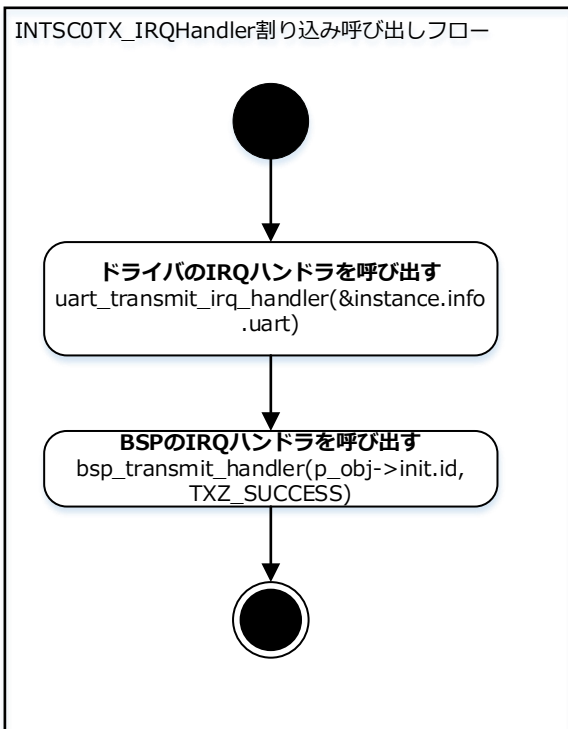 INTSC0TX_IRQHandler割り込み呼び出しフロー
ドライバのIRQハンドラを呼び出す
uart_transmit_irq_handler(&instance.info
.uart)
BSPのIRQハンドラを呼び出す
bsp_transmit_handler(p_obj->init.id,
TXZ_SUCCESS)